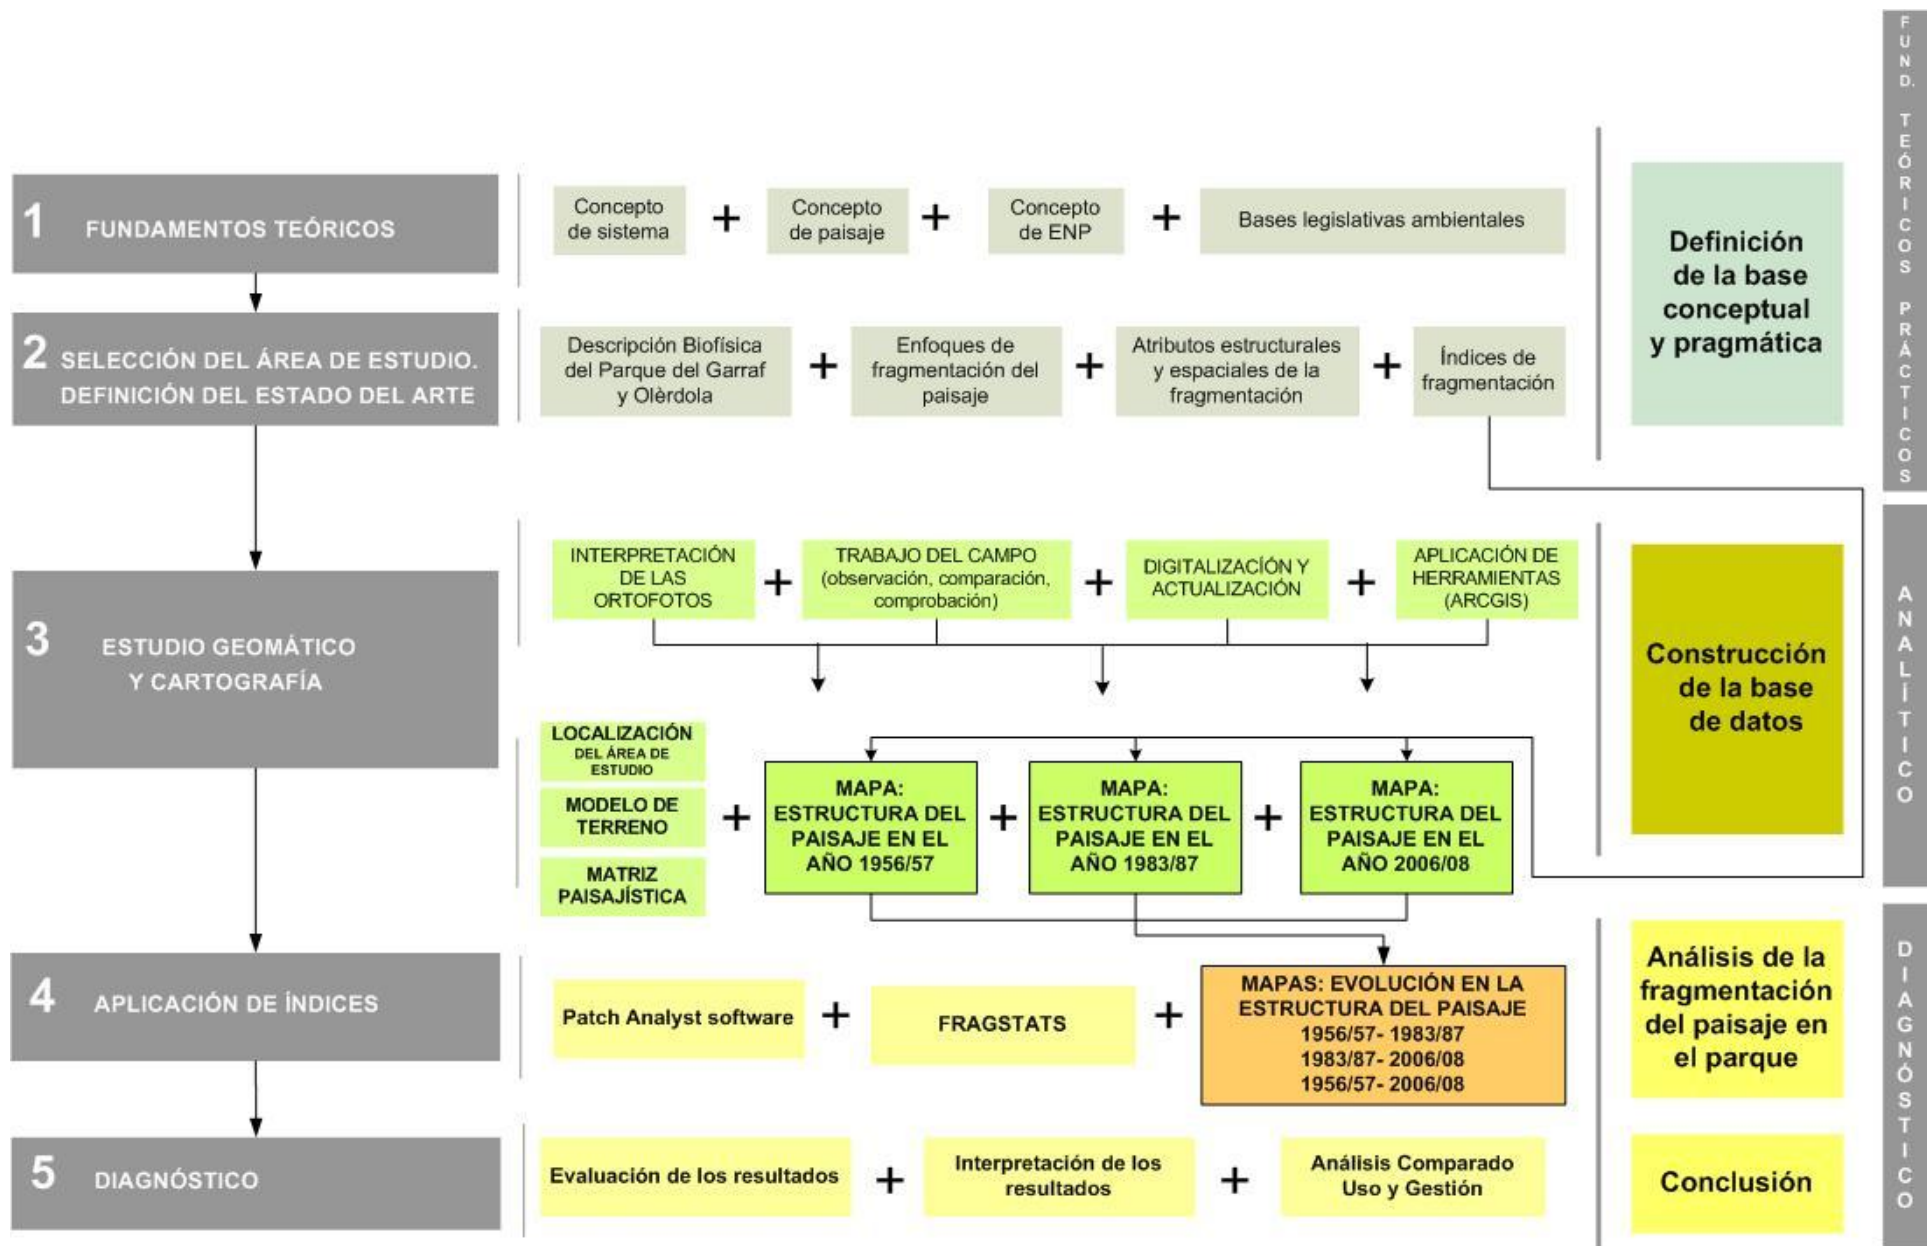 1 FUNDAMENTOS TEÓRICOS
Concepto
de sistema
+
Concepto
de paisaje
+
Concepto
de ENP
+
Bases legislativas ambientales
2 SELECCIÓN DEL ÁREA DE ESTUDIO.
DEFINICIÓN DEL ESTADO DEL ARTE
Descripción Biofísica
del Parque del Garraf
y Olèrdola
+
Enfoques de
fragmentación del
paisaje
+
Atributos estructurales
y espaciales de la
fragmentación
+
Índices de
fragmentación
Definición
de la base
conceptual
y pragmática
FUND. TEÓRICOS PRÁCTICOS
3 ESTUDIO GEOMÁTICO
Y CARTOGRAFÍA
INTERPRETACIÓN
DE LAS
ORTOFOTOS
+
TRABAJO DEL CAMPO
(observación, comparación,
comprobación)
+
DIGITALIZACÍÓN Y
ACTUALIZACIÓN
+
APLICACIÓN DE
HERRAMIENTAS
(ARCGIS)
LOCALIZACIÓN
DEL ÁREA DE
ESTUDIO
MODELO DE
TERRENO
MATRIZ
PAISAJÍSTICA
+
MAPA:
ESTRUCTURA DEL
PAISAJE EN EL
AÑO 1956/57
+
MAPA:
ESTRUCTURA DEL
PAISAJE EN EL
AÑO 1983/87
+
MAPA:
ESTRUCTURA DEL
PAISAJE EN EL
AÑO 2006/08
Construcción
de la base
de datos
ANALÍTICO
4 APLICACIÓN DE ÍNDICES
Patch Analyst software
+
FRAGSTATS
+
MAPAS: EVOLUCIÓN EN LA
ESTRUCTURA DEL PAISAJE
1956/57- 1983/87
1983/87- 2006/08
1956/57- 2006/08
Análisis de la
fragmentación
del paisaje en
el parque
5 DIAGNÓSTICO
Evaluación de los resultados
+
Interpretación de los
resultados
+
Análisis Comparado
Uso y Gestión
Conclusión
DIAGNÓSTICO